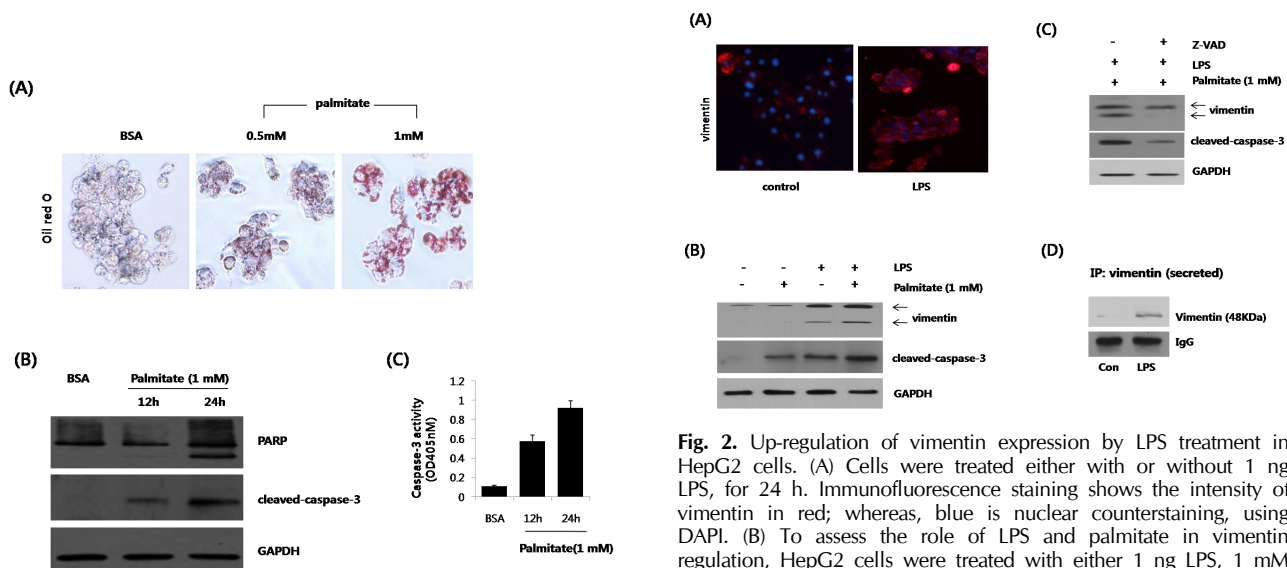 (A)
palmitate
BSA 0.5mM 1mM
Oil red O
(B)
BSA Palmitate (1 mM)
12h 24h
PARP
cleaved-caspase-3
GAPDH
(C)
Caspase-3 activity
(OD405nM)
1.2
1
0.8
0.6
0.4
0.2
0
BSA 12h 24h
Palmitate(1 mM)
(A)
vimentin
control LPS
(B)
- - + + LPS
- + - + Palmitate (1 mM)
vimentin
cleaved-caspase-3
GAPDH
(C)
- + Z-VAD
+ + LPS
+ + Palmitate (1 mM)
vimentin
cleaved-caspase-3
GAPDH
(D)
IP: vimentin (secreted)
Vimentin (48KDa)
IgG
Con LPS
Fig. 2. Up-regulation of vimentin expression by LPS treatment in
HepG2 cells. (A) Cells were treated either with or without 1 ng
LPS, for 24 h. Immunofluorescence staining shows the intensity of
vimentin in red; whereas, blue is nuclear counterstaining, using
DAPI. (B) To assess the role of LPS and palmitate in vimentin
regulation, HepG2 cells were treated with either 1 ng LPS, 1 mM